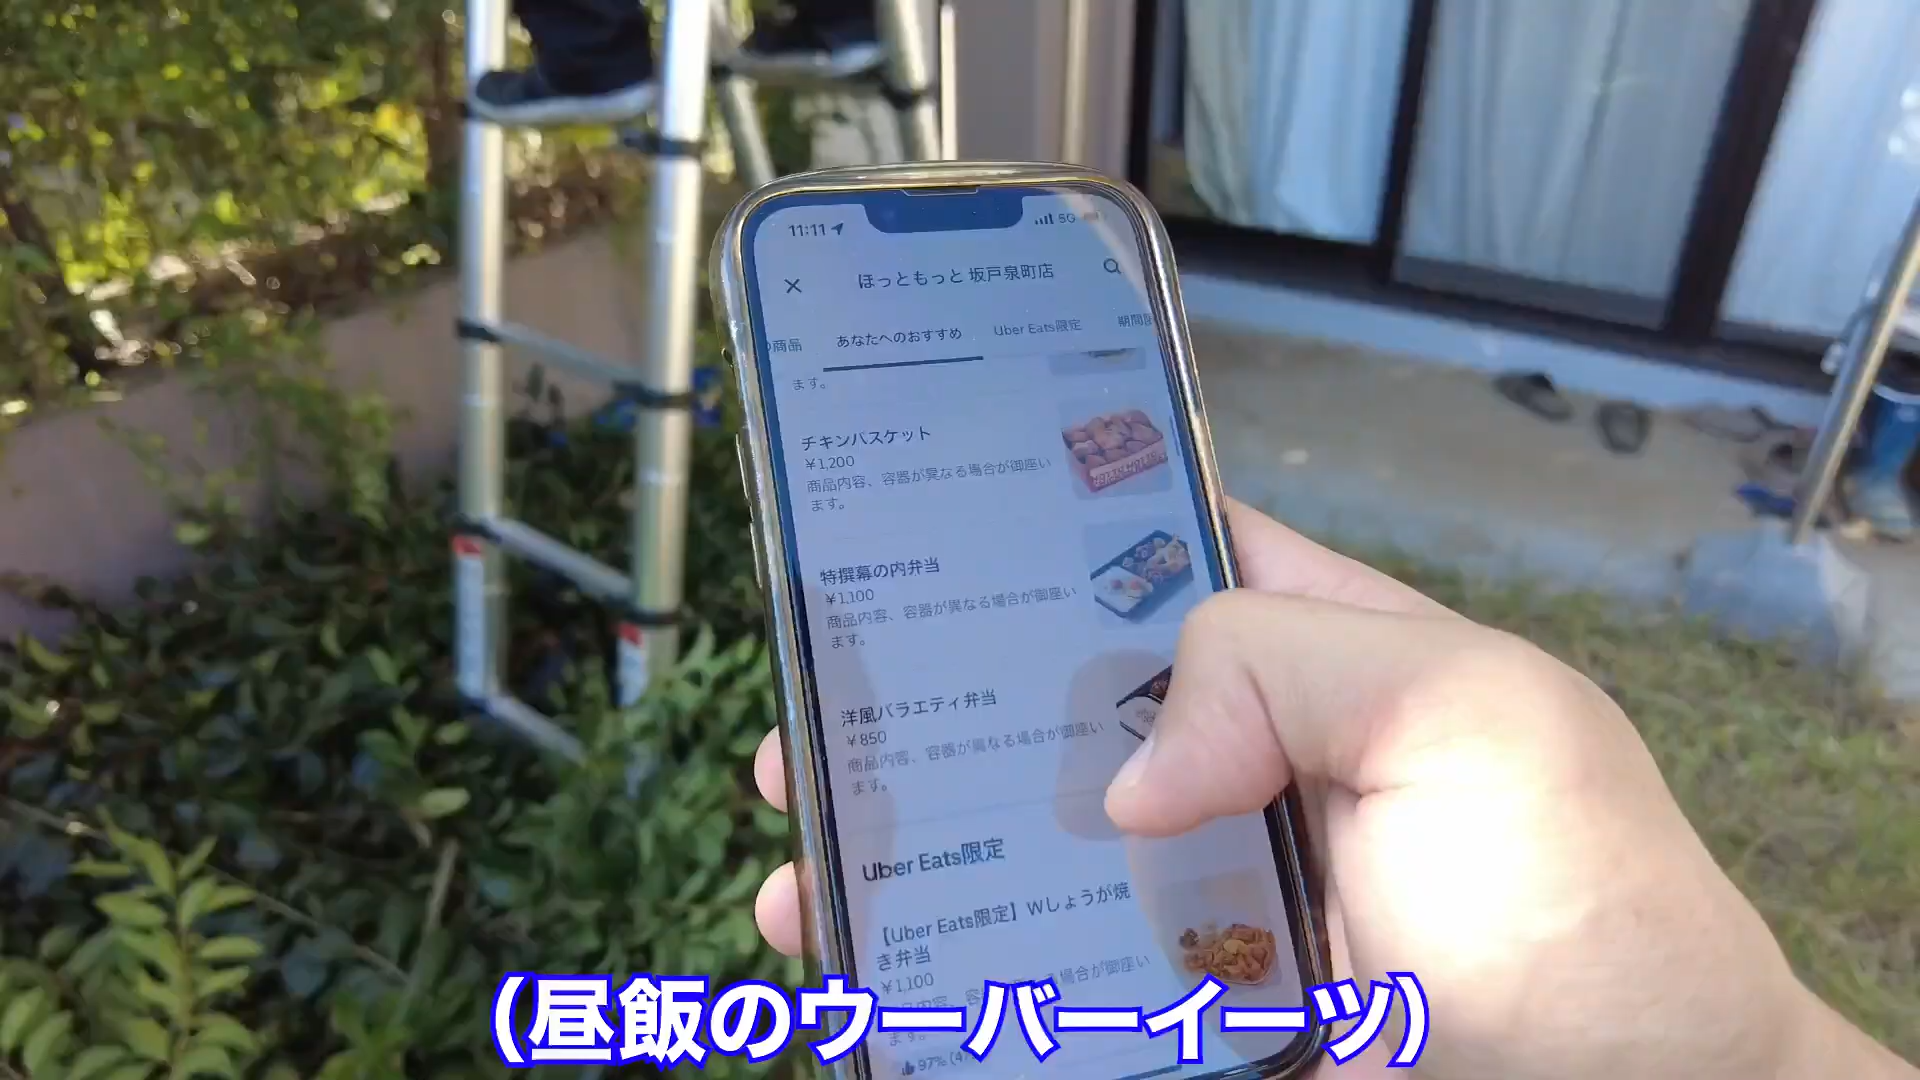 11:11
5G
ほっともっと 坂戸泉町店
の商品 あなたへのおすすめ Uber Eats限定 期間限
ます。
チキンバスケット
¥1,200
商品内容、容器が異なる場合が御座い
ます。
特撰幕の内弁当
¥1,100
商品内容、容器が異なる場合が御座い
ます。
洋風バラエティ弁当
¥850
商品内容、容器が異なる場合が御座い
ます。
Uber Eats限定
【Uber Eats限定】Wしょうが焼
き弁当
¥1,100
場合が御座い
ます。
97%
(昼飯のウーバーイーツ)